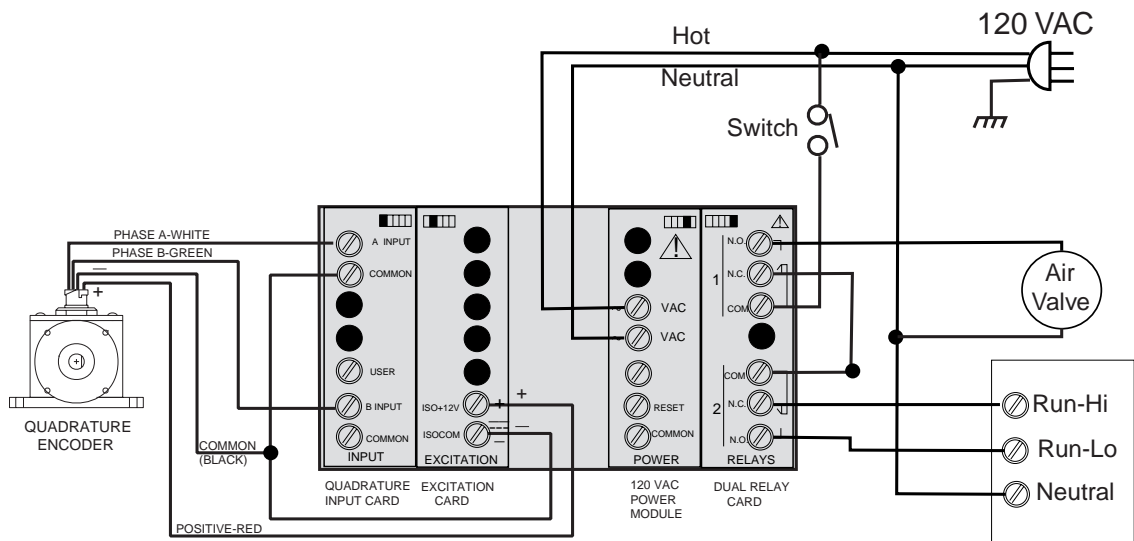 120 VAC
Hot
Neutral
Switch
PHASE A-WHITE
PHASE B-GREEN
−
+
QUADRATURE
ENCODER
COMMON
(BLACK)
POSITIVE-RED
A INPUT
COMMON
USER
B INPUT
COMMON
INPUT
QUADRATURE
INPUT CARD
ISO+12V
+
+
ISOCOM
−
−
EXCITATION
EXCITATION
CARD
VAC
VAC
RESET
COMMON
POWER
120 VAC
POWER
MODULE
N.O.
1
N.C.
COM
COM
2
N.C.
N.O.
RELAYS
DUAL RELAY
CARD
Air
Valve
Run-Hi
Run-Lo
Neutral